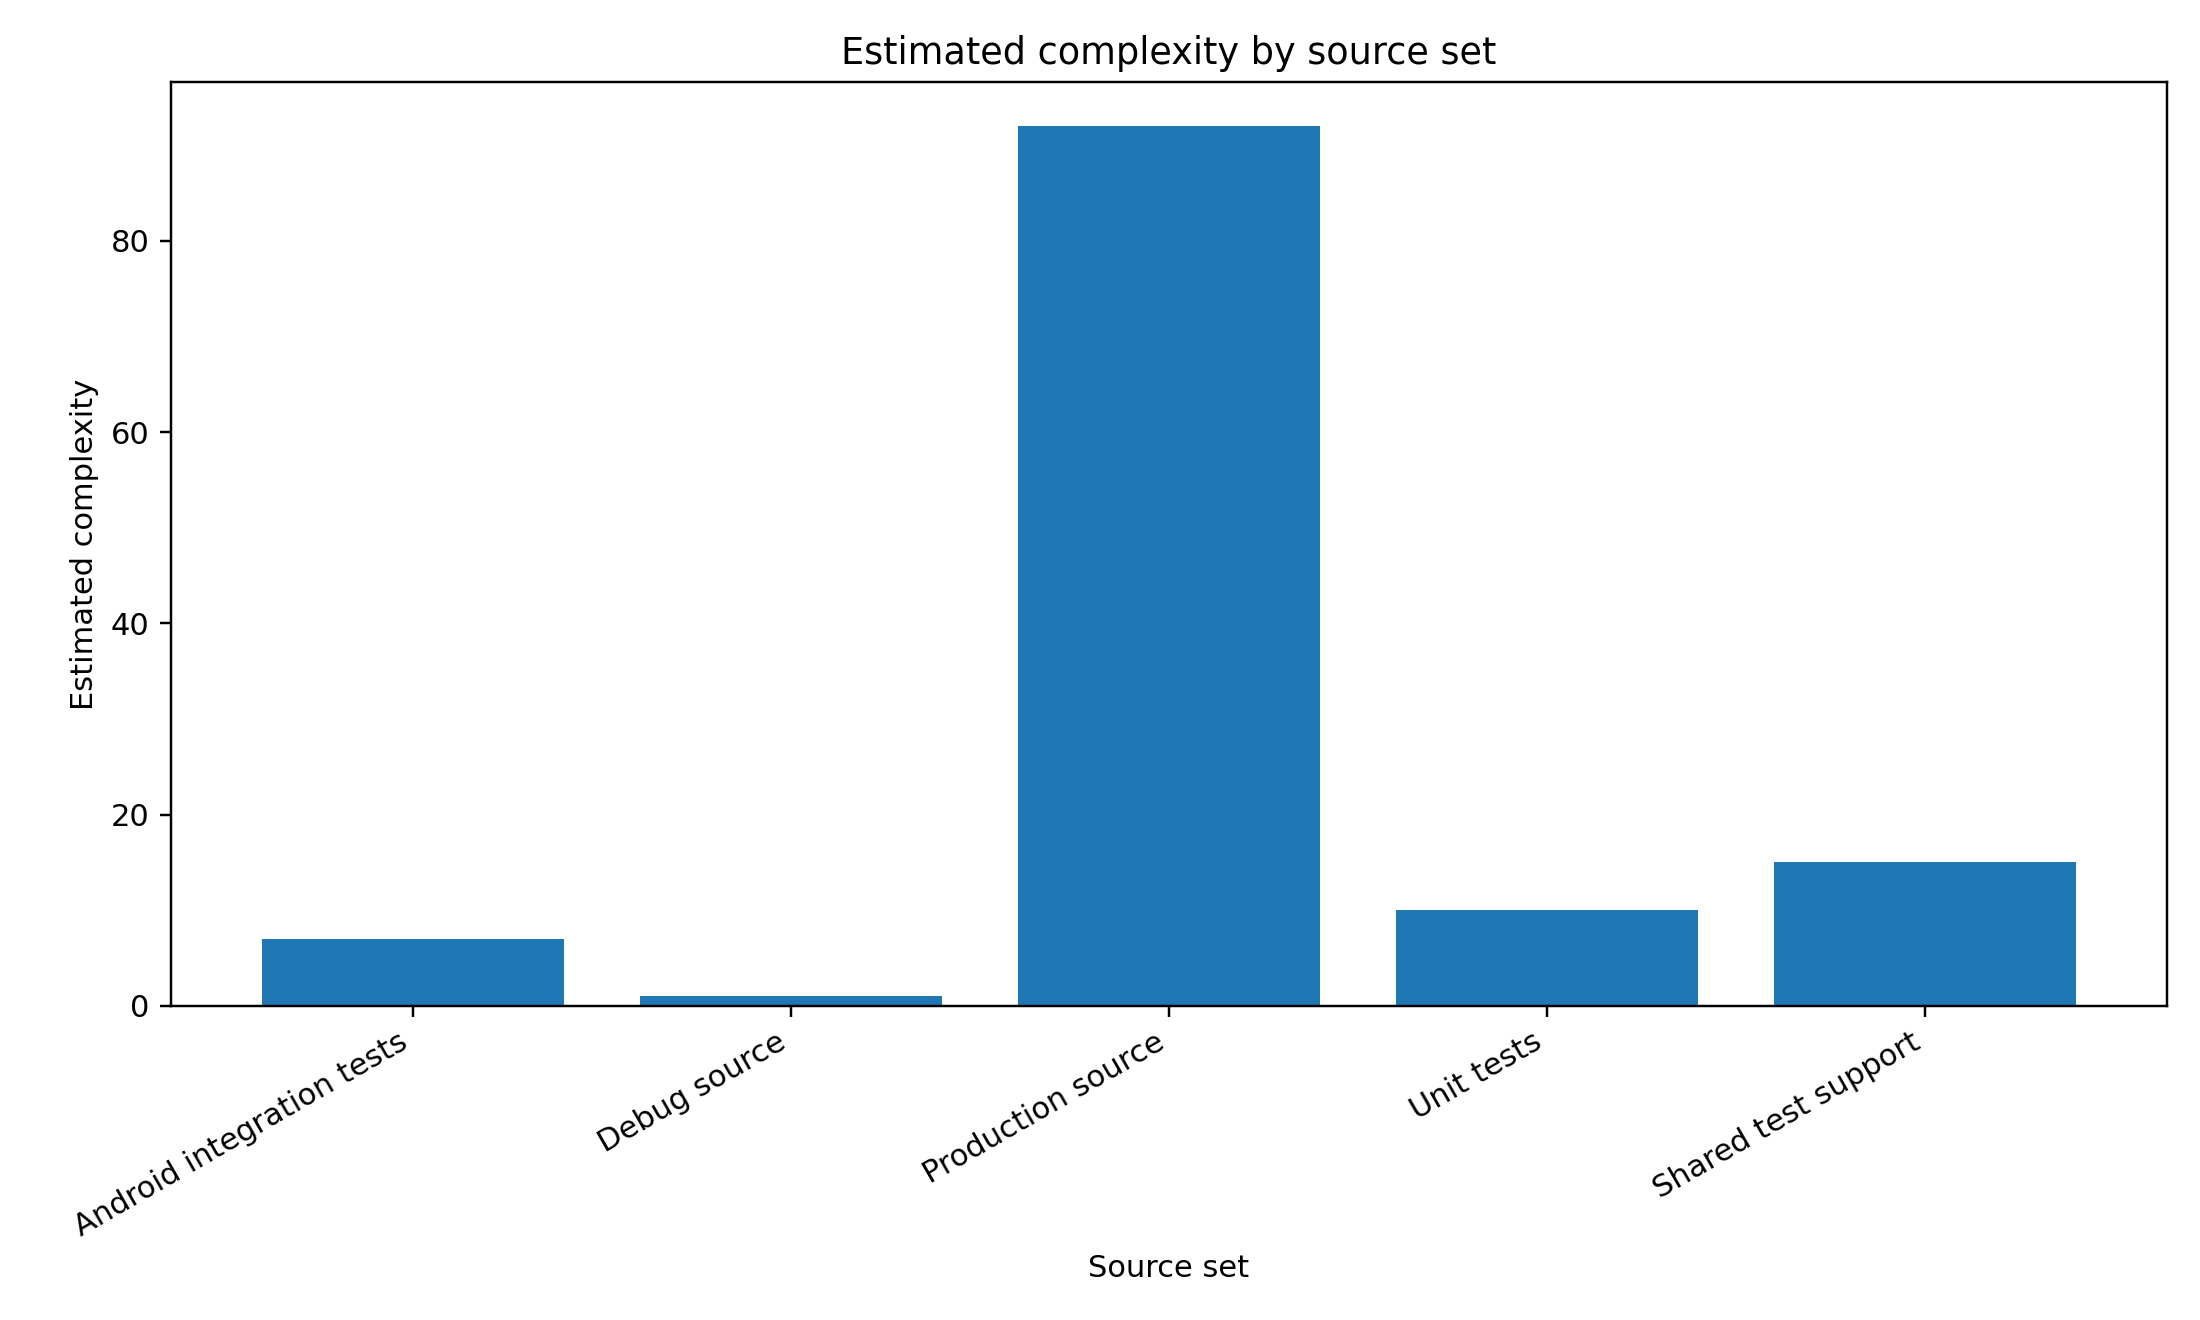 Estimated complexity by source set
Estimated complexity
80
60
40
20
0
Android integration tests
Debug source
Production source
Unit tests
Shared test support
Source set